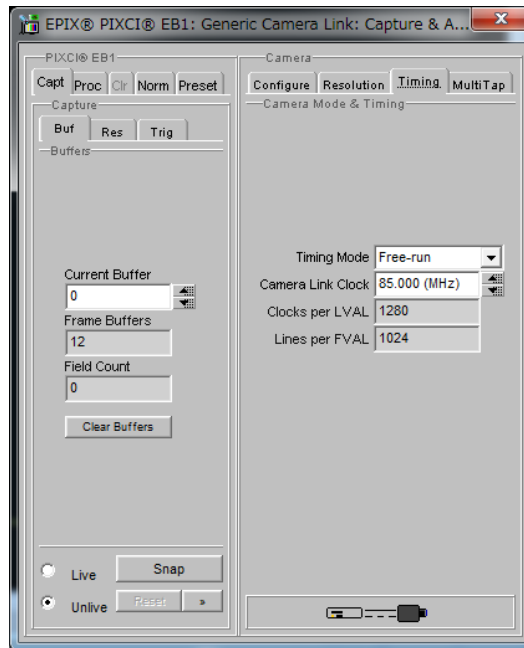 EPIX® PIXCI® EB1: Generic Camera Link: Capture & A...
PIXCI® EB1
Capt Proc Clr Norm Preset
Capture
Buf Res Trig
Buffers
Current Buffer
0
Frame Buffers
12
Field Count
0
Clear Buffers
Live
Snap
Unlive
Reset
»
Camera
Configure Resolution Timing MultiTap
Camera Mode & Timing
Timing Mode Free-run
Camera Link Clock 85.000 (MHz)
Clocks per LVAL 1280
Lines per FVAL 1024